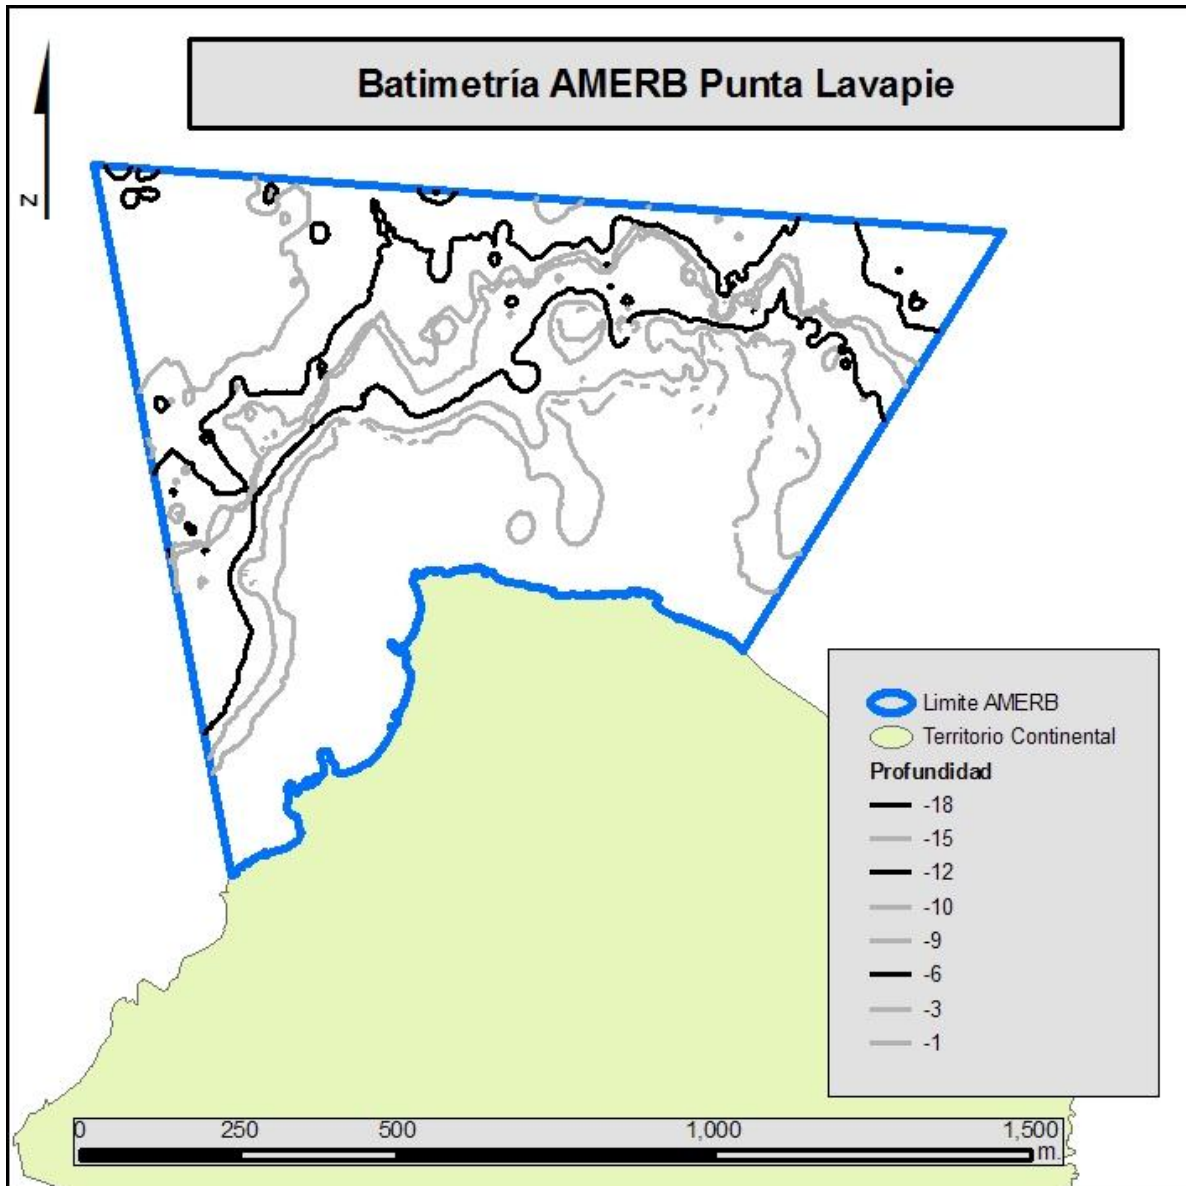 Batimetría AMERB Punta Lavapie
N
Limite AMERB
Territorio Continental
Profundidad
-18
-15
-12
-10
-9
-6
-3
-1
0 250 500 1,000 1,500
m.